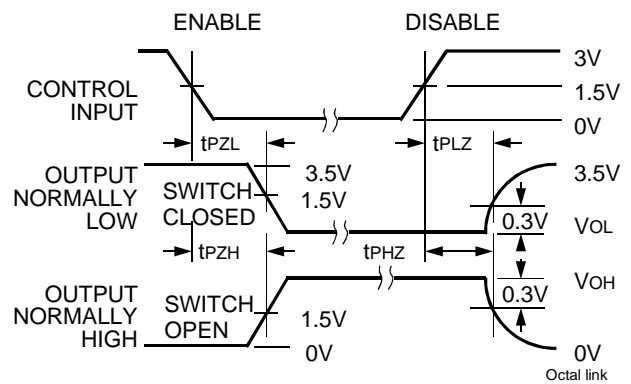 ENABLE DISABLE
3V
CONTROL
INPUT
1.5V
0V
tPZL tPLZ
OUTPUT
NORMALLY
LOW
SWITCH
CLOSED
3.5V
1.5V
3.5V
0.3V
VOL
tPZH tPHZ
OUTPUT
NORMALLY
HIGH
SWITCH
OPEN
1.5V
0V
VOH
0.3V
0V
Octal link